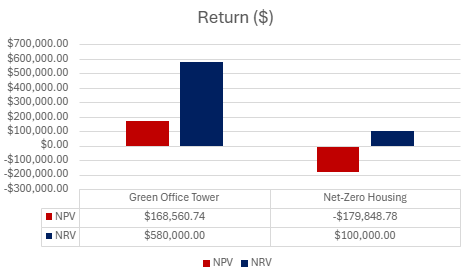 Return ($)
$700,000.00
$600,000.00
$500,000.00
$400,000.00
$300,000.00
$200,000.00
$100,000.00
$0.00
-$100,000.00
-$200,000.00
-$300,000.00
Green Office Tower Net-Zero Housing
NPV $168,560.74 -$179,848.78
NRV $580,000.00 $100,000.00
NPV NRV